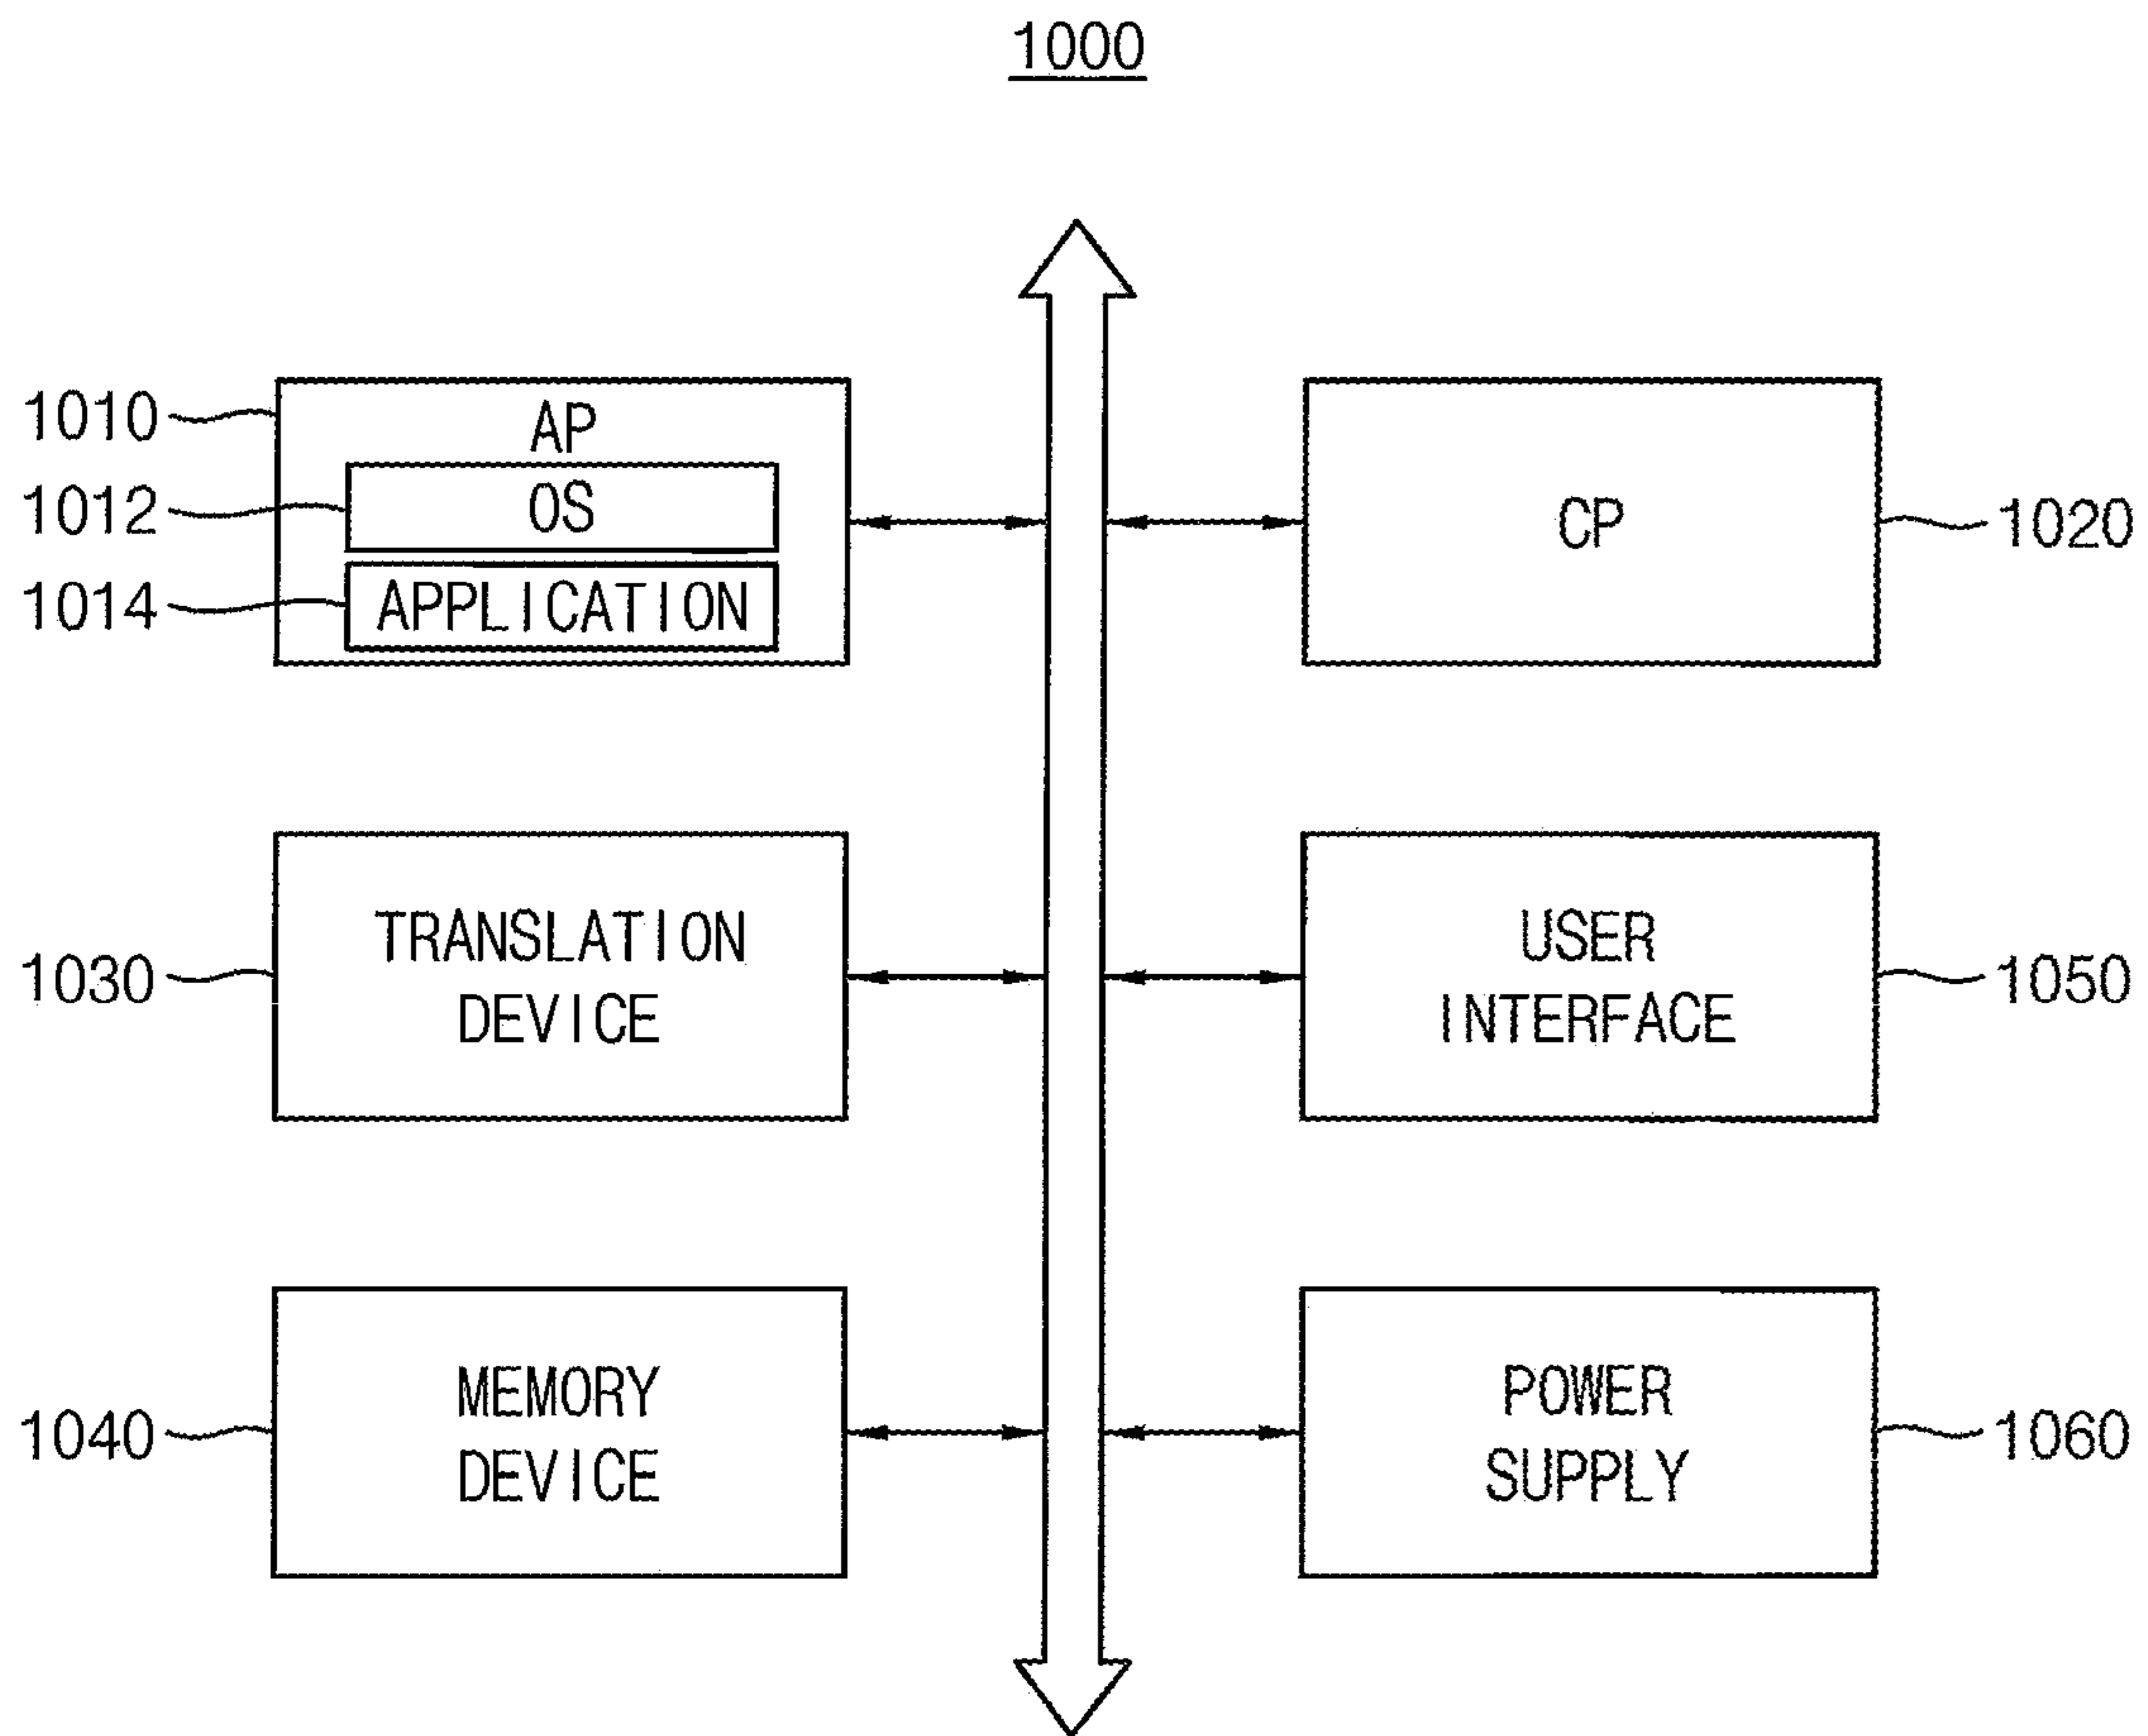 1000
1010
AP
1012
OS
1014
APPLICATION
CP
1020
1030
TRANSLATION
DEVICE
USER
INTERFACE
1050
1040
MEMORY
DEVICE
POWER
SUPPLY
1060